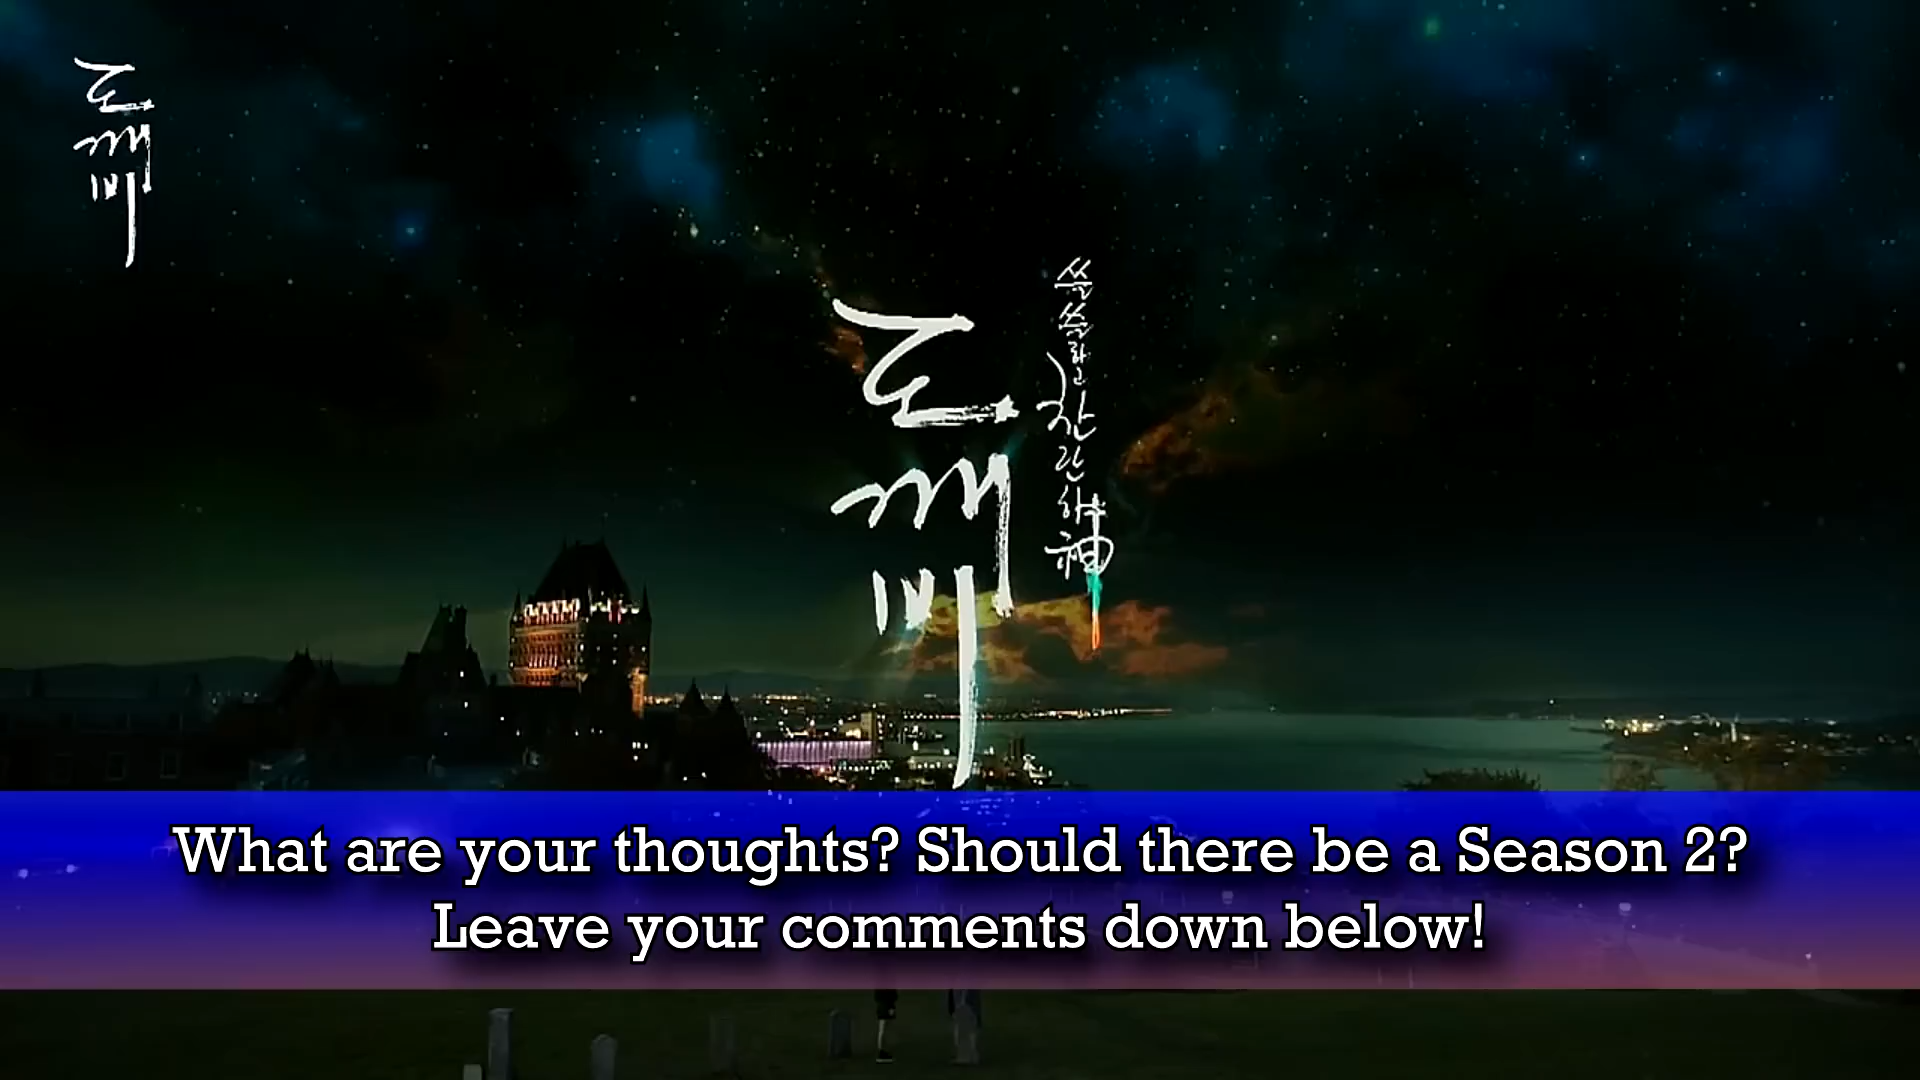 도깨비
도깨비
쓸쓸하고 찬란하神
What are your thoughts? Should there be a Season 2?
Leave your comments down below!